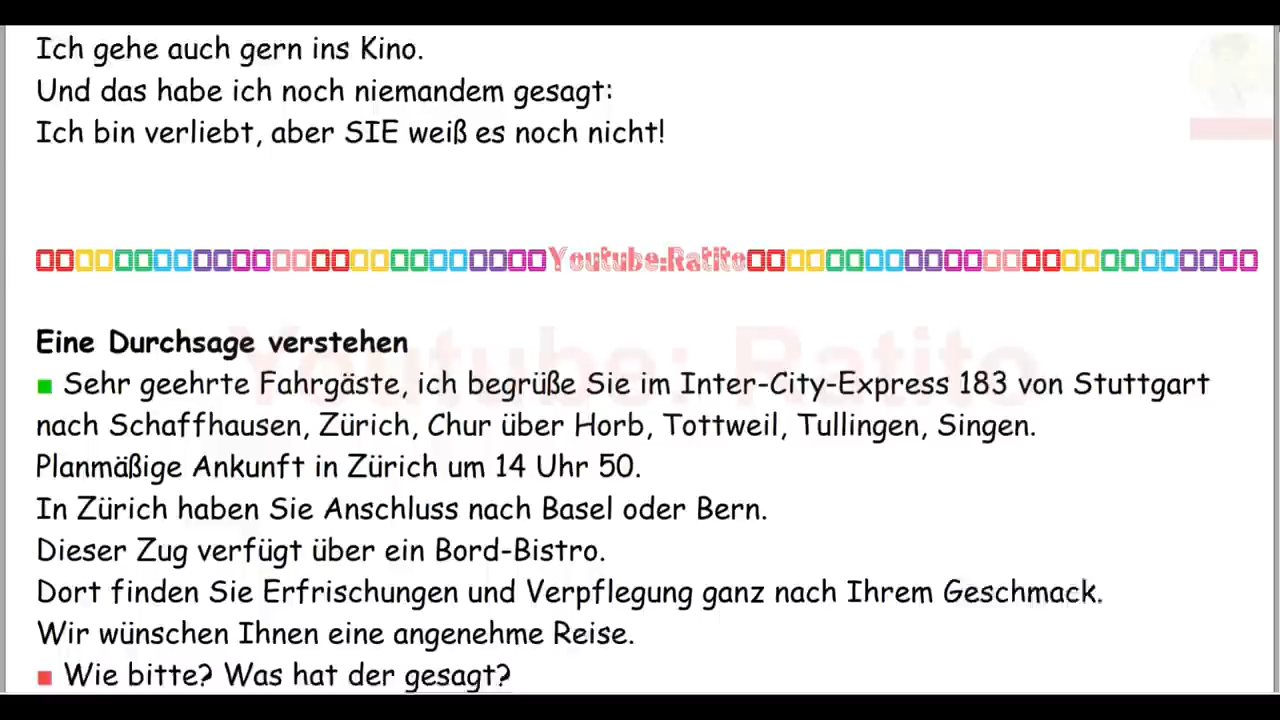 Ich gehe auch gern ins Kino.
Und das habe ich noch niemandem gesagt:
Ich bin verliebt, aber SIE weiß es noch nicht!
Youtube:Ratito
Eine Durchsage verstehen
Youtube: Ratito
Sehr geehrte Fahrgäste, ich begrüße Sie im Inter-City-Express 183 von Stuttgart
nach Schaffhausen, Zürich, Chur über Horb, Tottweil, Tullingen, Singen.
Planmäßige Ankunft in Zürich um 14 Uhr 50.
In Zürich haben Sie Anschluss nach Basel oder Bern.
Dieser Zug verfügt über ein Bord-Bistro.
Dort finden Sie Erfrischungen und Verpflegung ganz nach Ihrem Geschmack.
Wir wünschen Ihnen eine angenehme Reise.
Wie bitte? Was hat der gesagt?